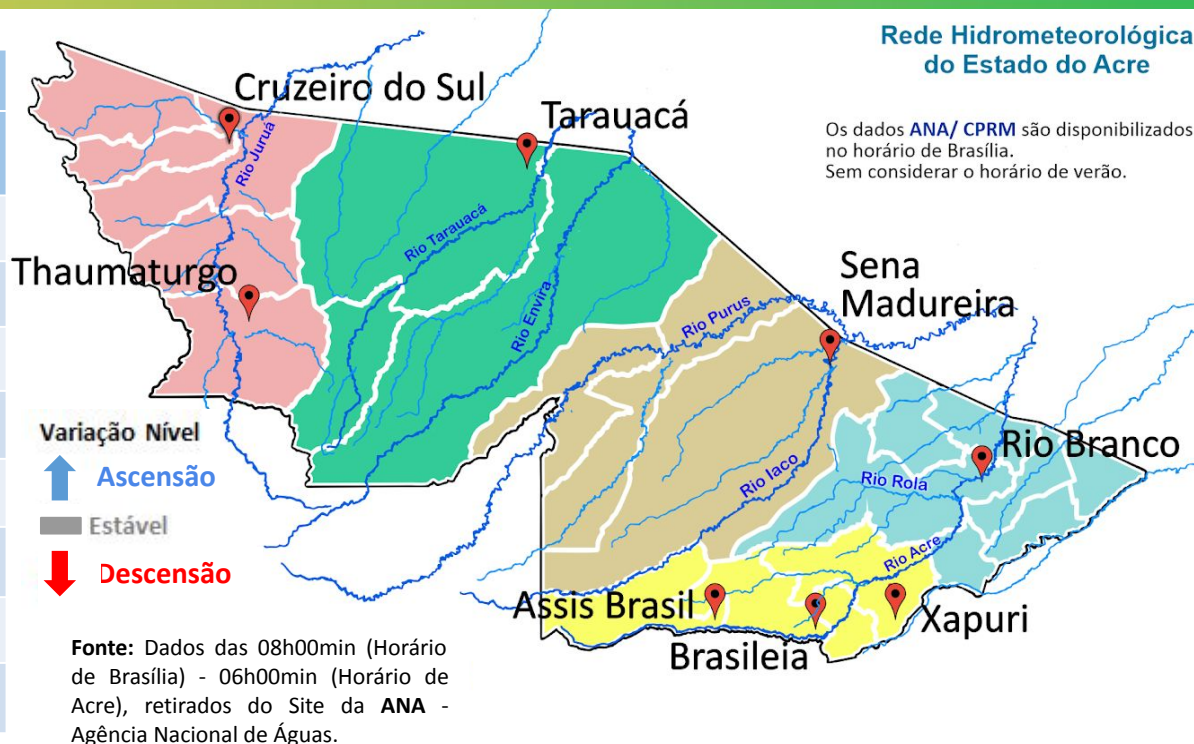 Rede Hidrometeorológica
do Estado do Acre
Os dados ANA/ CPRM são disponibilizados
no horário de Brasília.
Sem considerar o horário de verão.
Cruzeiro do Sul
Tarauacá
Rio Juruá
Rio Tarauacá
Thaumaturgo
Rio Envira
Sena
Madureira
Rio Purus
Variação Nível
Ascensão
Estável
Descensão
Rio Branco
Rio Iaco
Rio Rola
Rio Acre
Assis Brasil
Xapuri
Brasileia
Fonte: Dados das 08h00min (Horário
de Brasília) - 06h00min (Horário de
Acre), retirados do Site da ANA -
Agência Nacional de Águas.